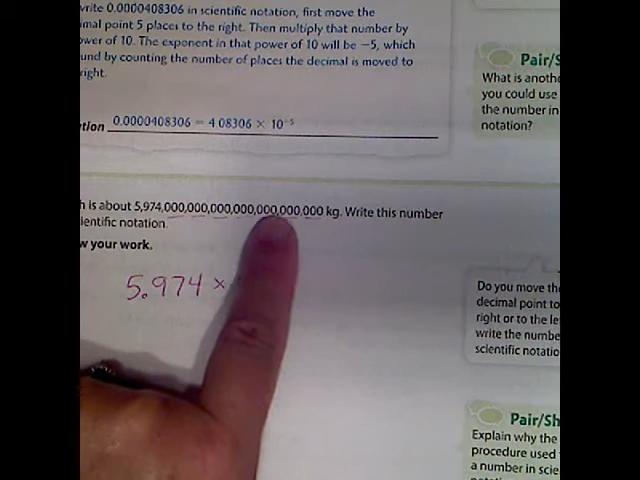 write 0.0000408306 in scientific notation, first move the
imal point 5 places to the right. Then multiply that number by
ower of 10. The exponent in that power of 10 will be −5, which
und by counting the number of places the decimal is moved to
right.
tion 0.0000408306 = 4.08306 × 10⁻⁵
Pair/S
What is anothe
you could use
the number in
notation?
h is about 5,974,000,000,000,000,000,000,000 kg. Write this number
ientific notation.
w your work.
5.974 ×
Do you move th
decimal point to
right or to the le
write the numbe
scientific notatio
Pair/Sh
Explain why the
procedure used
a number in scie